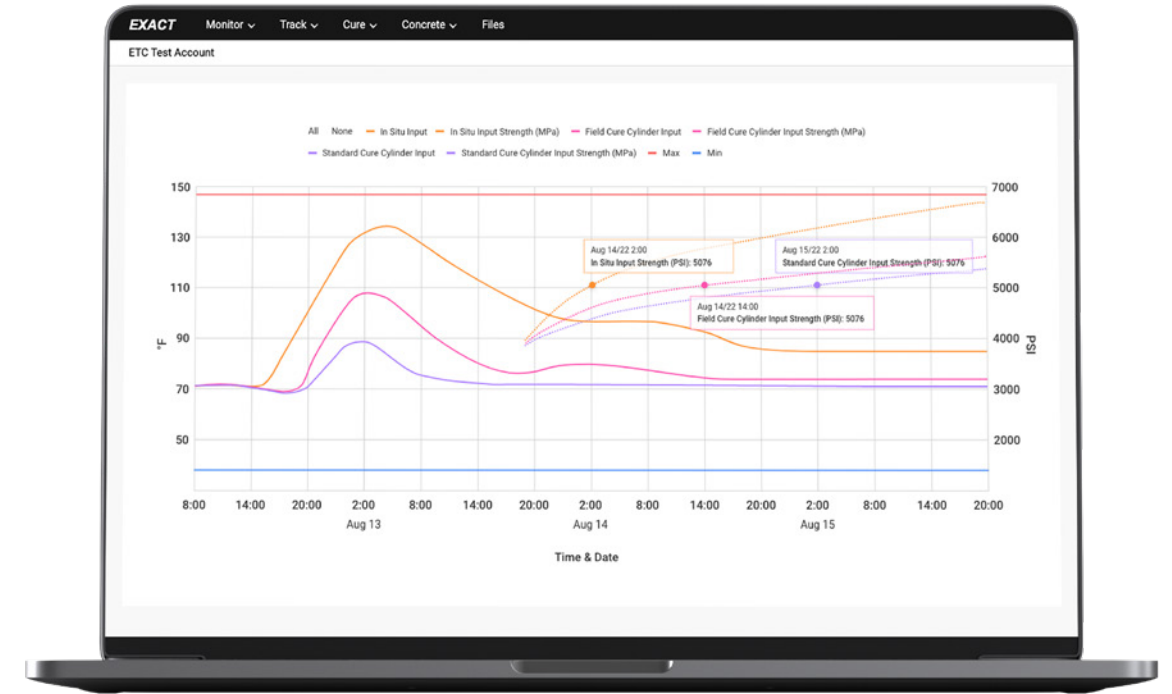 EXACT Monitor Track Cure Concrete Files
ETC Test Account
All None In Situ Input In Situ Input Strength (MPa) Field Cure Cylinder Input Field Cure Cylinder Input Strength (MPa)
Standard Cure Cylinder Input Standard Cure Cylinder Input Strength (MPa) Max Min
150 7000
130 6000
Aug 14/22 2:00
In Situ Input Strength (PSI): 5076
Aug 15/22 2:00
Standard Cure Cylinder Input Strength (PSI): 5076
110 5000
Aug 14/22 14:00
Field Cure Cylinder Input Strength (PSI): 5076
90 4000
°F
PSI
70 3000
50 2000
8:00 14:00 20:00 2:00 8:00 14:00 20:00 2:00 8:00 14:00 20:00 2:00 8:00 14:00 20:00
Aug 13 Aug 14 Aug 15
Time & Date